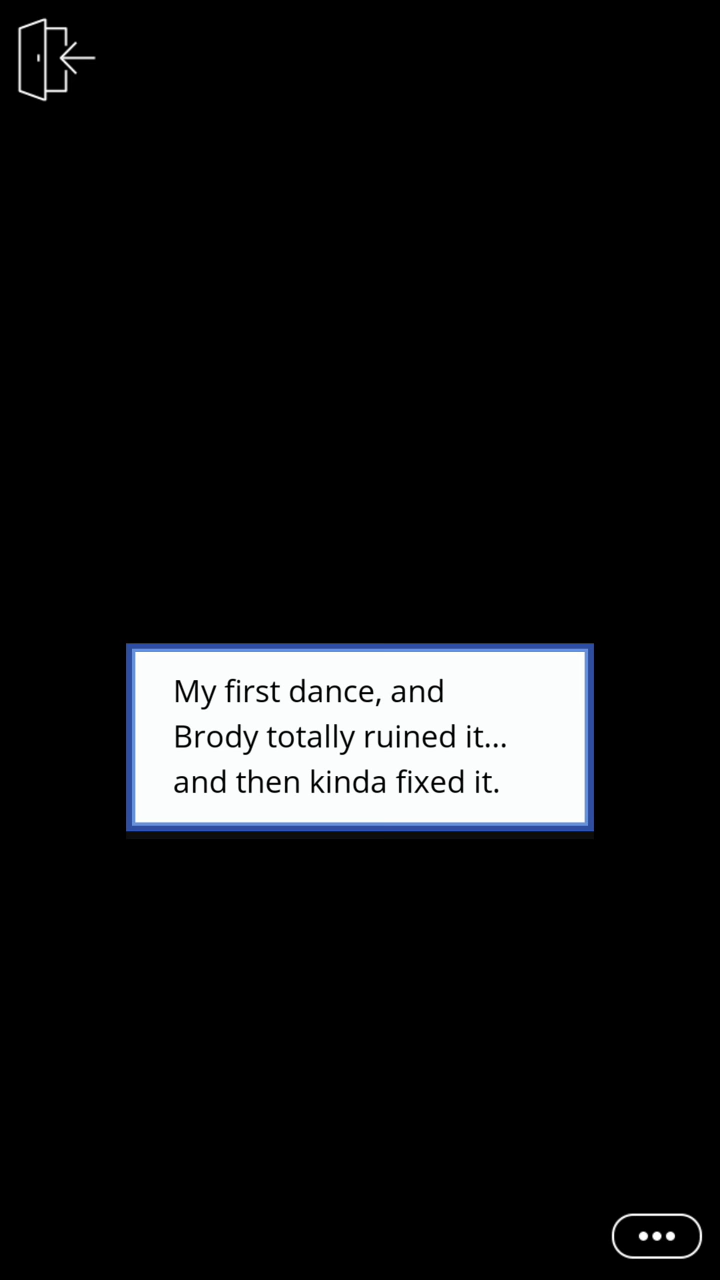 My first dance, and
Brody totally ruined it...
and then kinda fixed it.